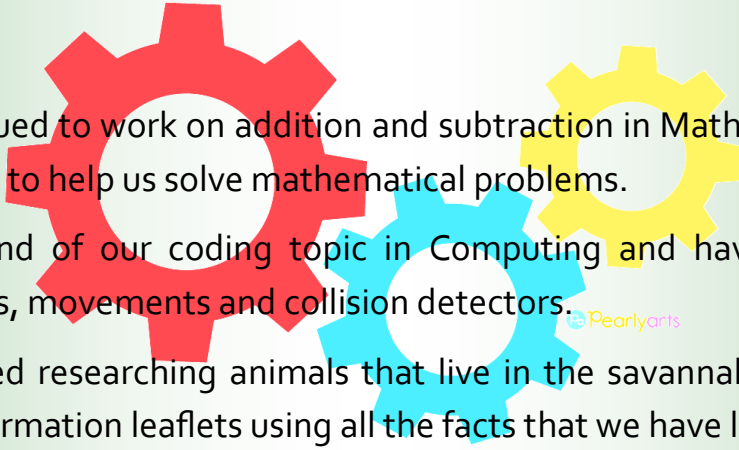 ued to work on addition and subtraction in Math
to help us solve mathematical problems.
nd of our coding topic in Computing and hav
s, movements and collision detectors.
Pearlyarts
ed researching animals that live in the savannal
ormation leaflets using all the facts that we have l